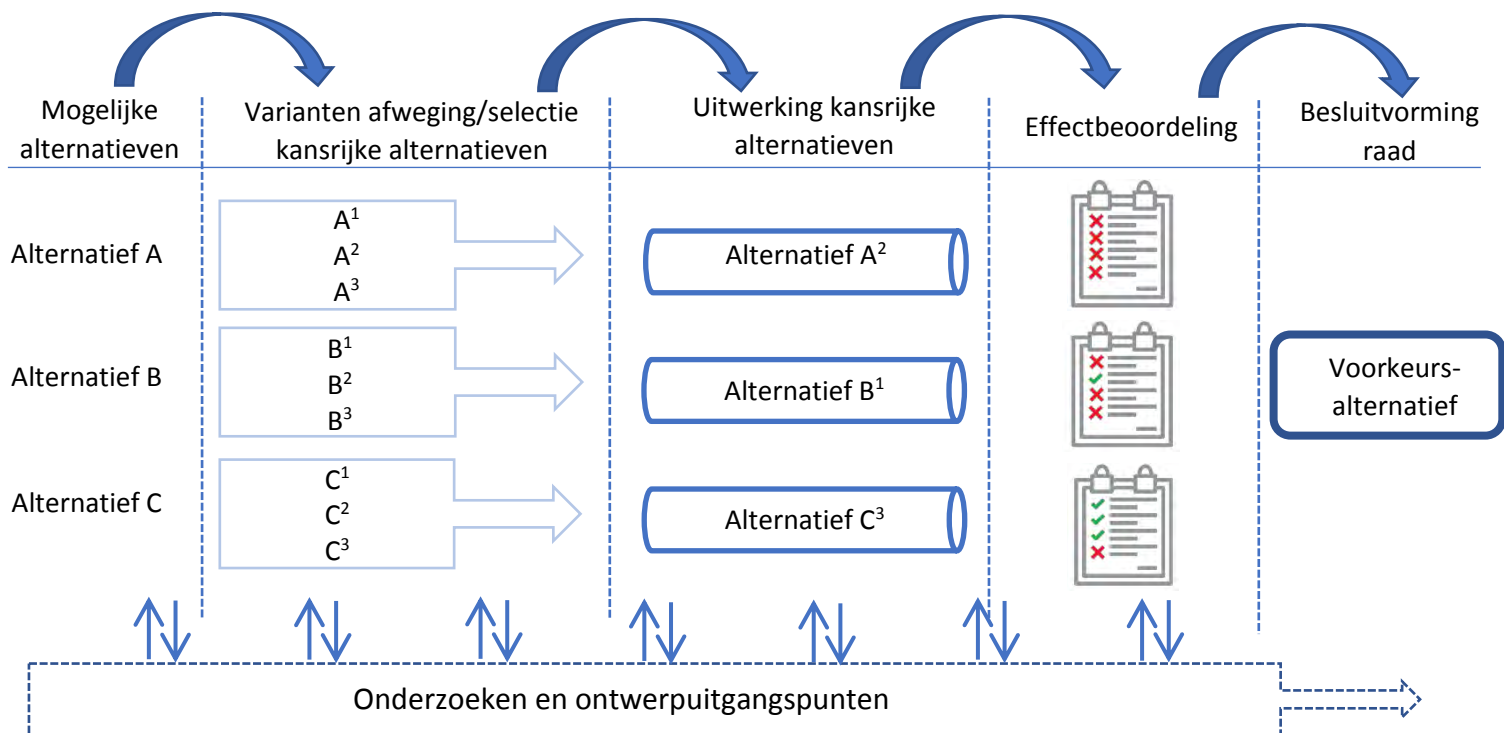 Mogelijke
alternatieven
Varianten afweging/selectie
kansrijke alternatieven
Uitwerking kansrijke
alternatieven
Effectbeoordeling
Besluitvorming
raad
Alternatief A
A¹
A²
A³
Alternatief A²
Alternatief B
B¹
B²
B³
Alternatief B¹
Voorkeurs-
alternatief
Alternatief C
C¹
C²
C³
Alternatief C³
Onderzoeken en ontwerpuitgangspunten